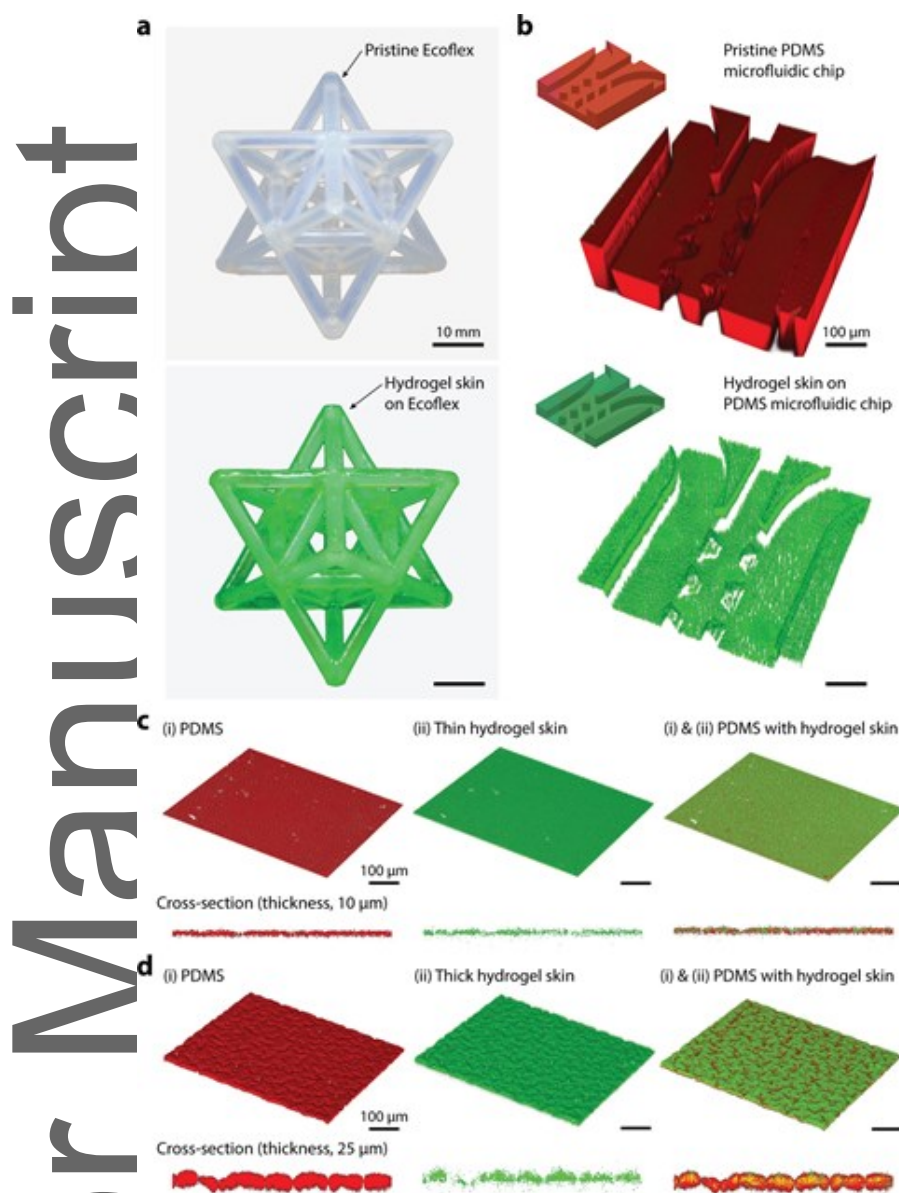 r Manuscript
a
Pristine Ecoflex
10 mm
Hydrogel skin
on Ecoflex
b
Pristine PDMS
microfluidic chip
100 μm
Hydrogel skin on
PDMS microfluidic chip
c
(i) PDMS
(ii) Thin hydrogel skin
(i) & (ii) PDMS with hydrogel skin
100 μm
Cross-section (thickness, 10 μm)
d
(i) PDMS
(ii) Thick hydrogel skin
(i) & (ii) PDMS with hydrogel skin
100 μm
Cross-section (thickness, 25 μm)